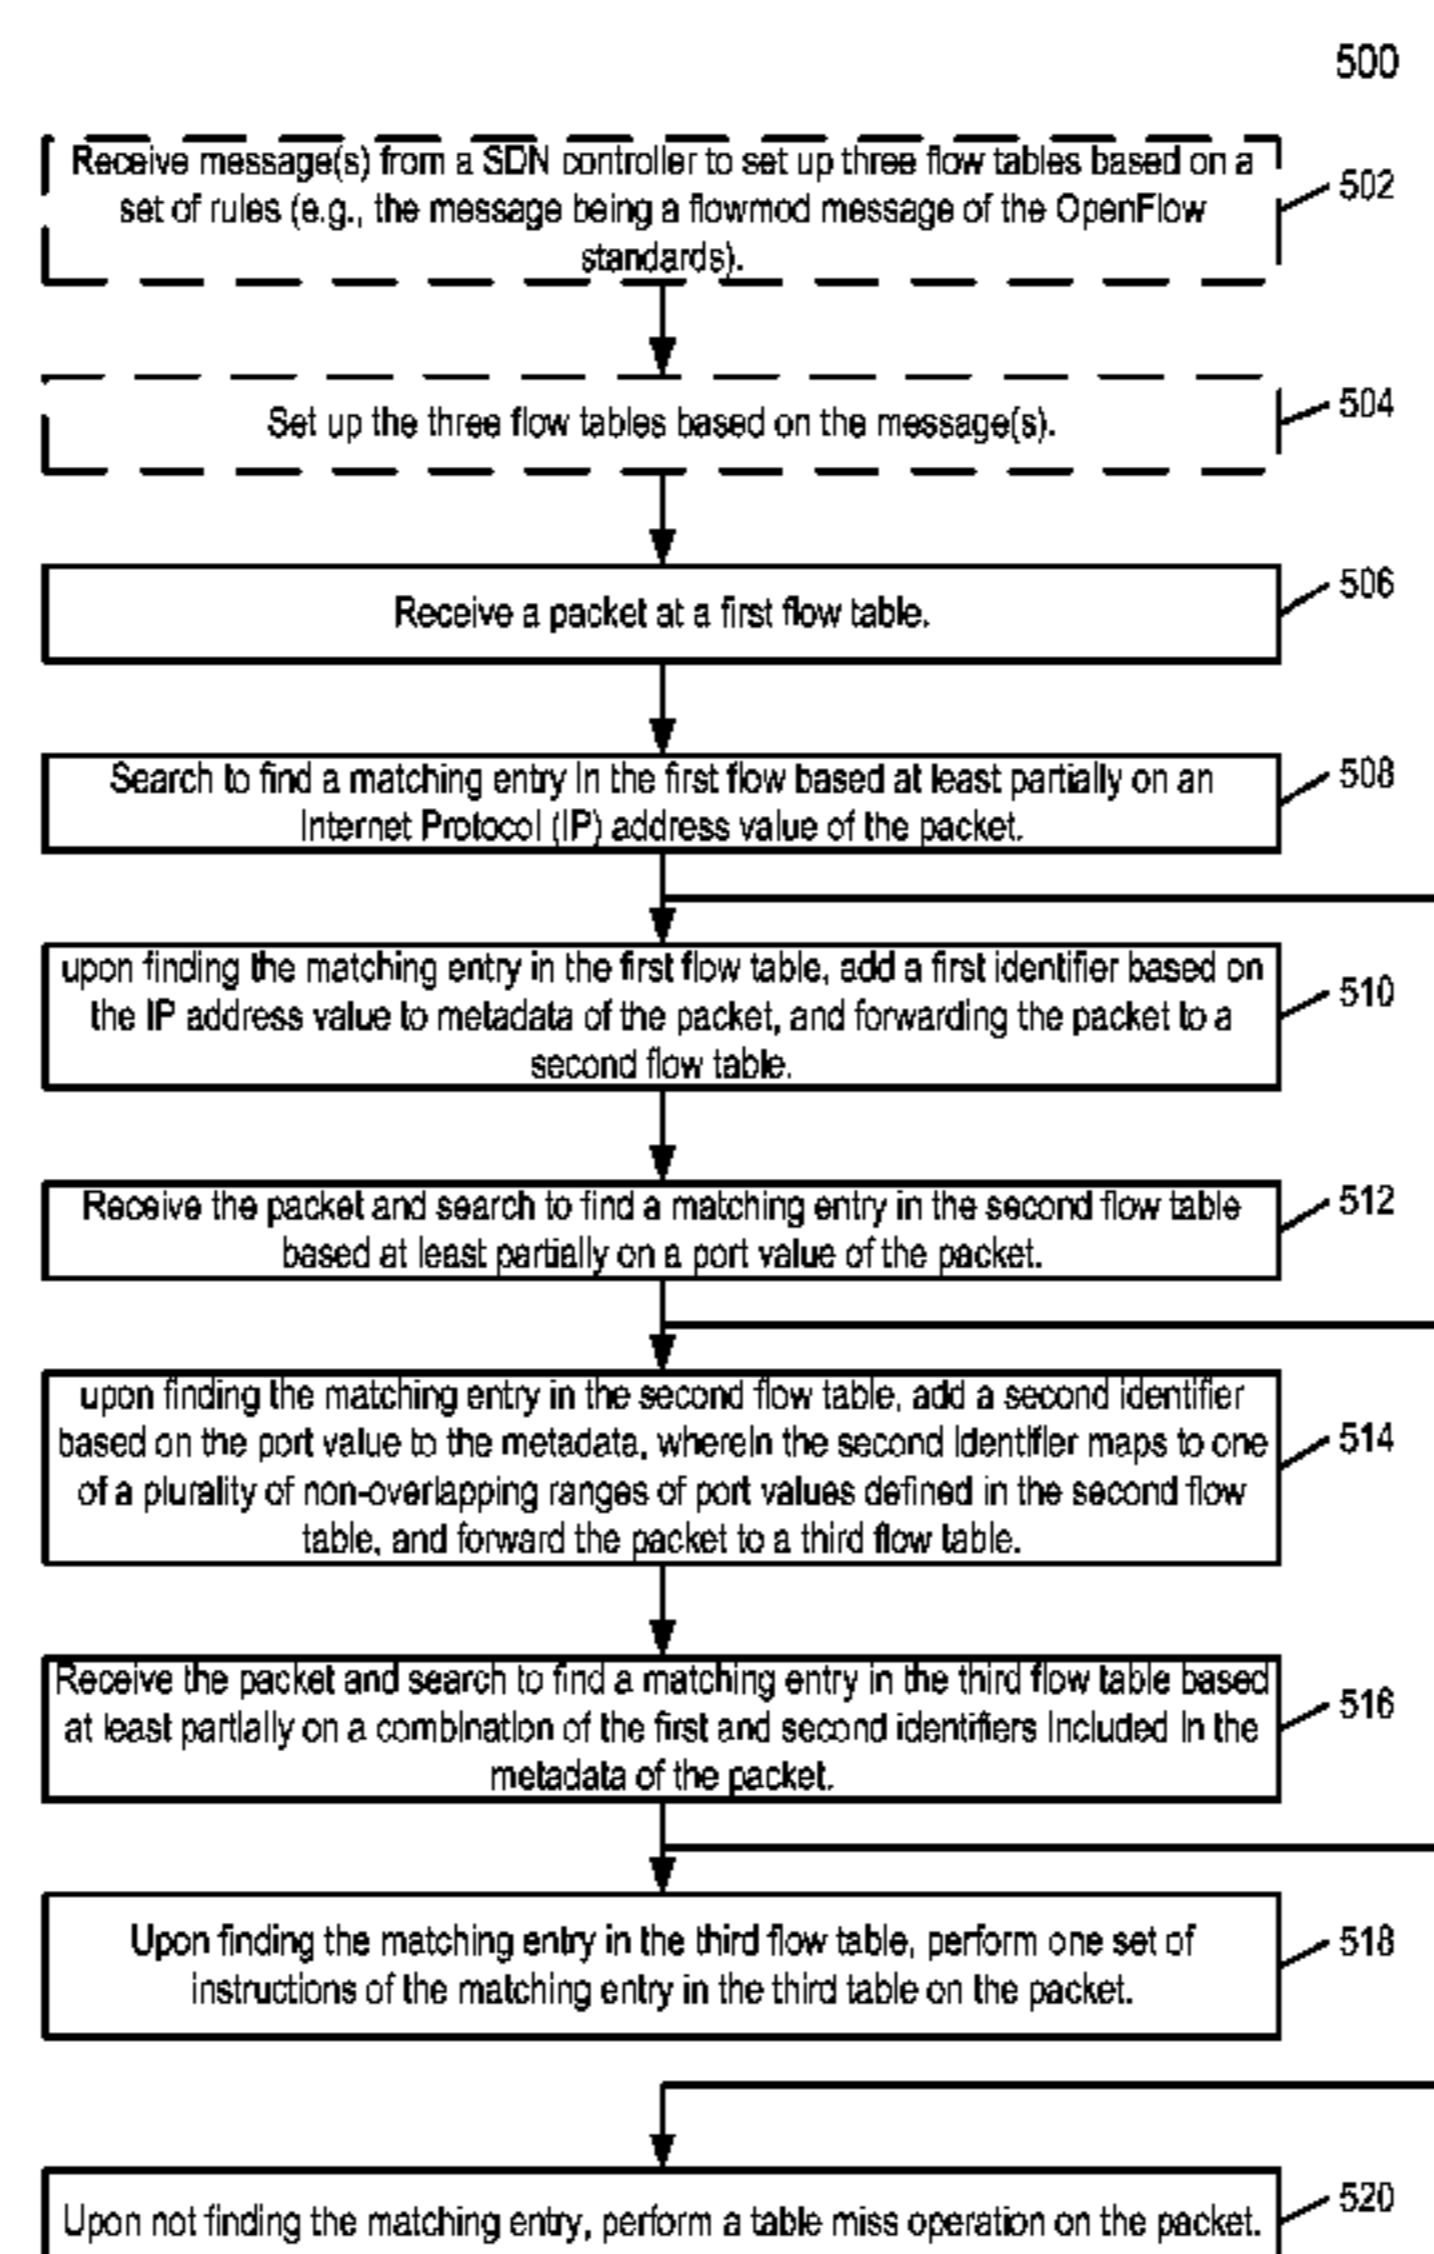 500
Receive message(s) from a SDN controller to set up three flow tables based on a
set of rules (e.g., the message being a flowmod message of the OpenFlow
standards).
502
Set up the three flow tables based on the message(s).
504
Receive a packet at a first flow table.
506
Search to find a matching entry in the first flow based at least partially on an
Internet Protocol (IP) address value of the packet.
508
upon finding the matching entry in the first flow table, add a first identifier based on
the IP address value to metadata of the packet, and forwarding the packet to a
second flow table.
510
Receive the packet and search to find a matching entry in the second flow table
based at least partially on a port value of the packet.
512
upon finding the matching entry in the second flow table, add a second identifier
based on the port value to the metadata, wherein the second identifier maps to one
of a plurality of non-overlapping ranges of port values defined in the second flow
table, and forward the packet to a third flow table.
514
Receive the packet and search to find a matching entry in the third flow table based
at least partially on a combination of the first and second identifiers included in the
metadata of the packet.
516
Upon finding the matching entry in the third flow table, perform one set of
instructions of the matching entry in the third table on the packet.
518
Upon not finding the matching entry, perform a table miss operation on the packet.
520